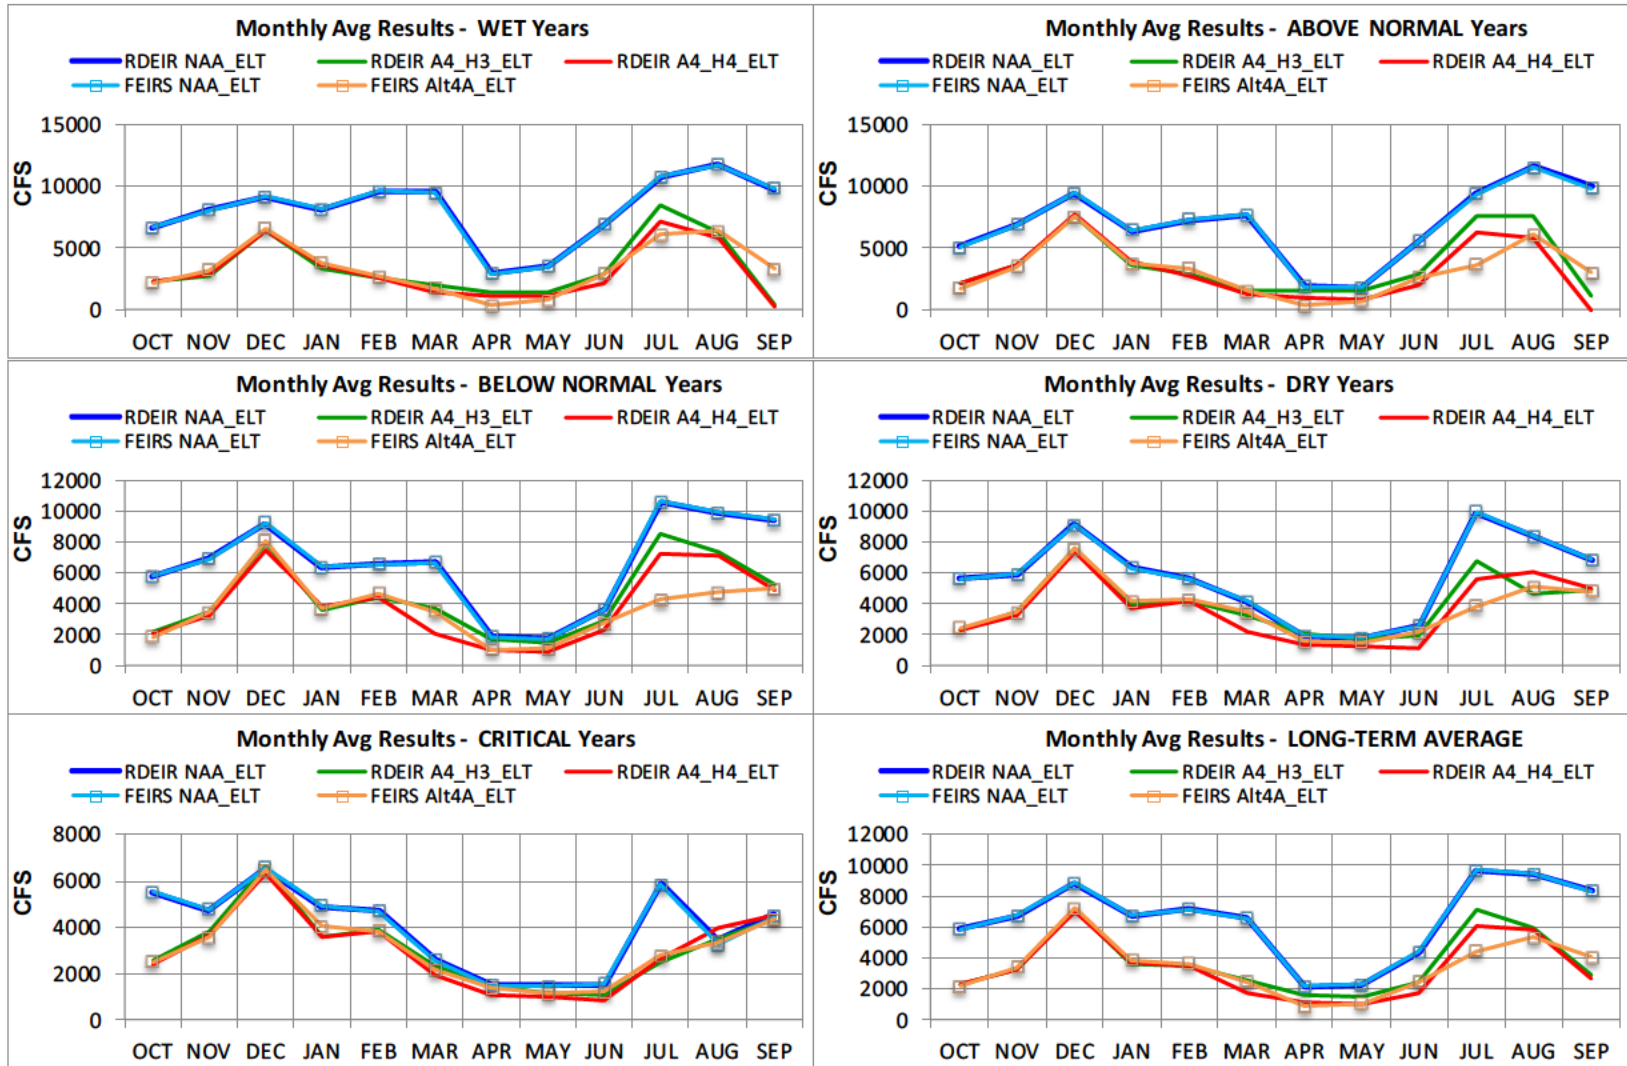 Monthly Avg Results - WET Years
RDEIR NAA_ELT RDEIR A4_H3_ELT RDEIR A4_H4_ELT
FEIRS NAA_ELT FEIRS Alt4A_ELT
15000
10000
5000
0
CFS
OCT NOV DEC JAN FEB MAR APR MAY JUN JUL AUG SEP
Monthly Avg Results - ABOVE NORMAL Years
RDEIR NAA_ELT RDEIR A4_H3_ELT RDEIR A4_H4_ELT
FEIRS NAA_ELT FEIRS Alt4A_ELT
15000
10000
5000
0
CFS
OCT NOV DEC JAN FEB MAR APR MAY JUN JUL AUG SEP
Monthly Avg Results - BELOW NORMAL Years
RDEIR NAA_ELT RDEIR A4_H3_ELT RDEIR A4_H4_ELT
FEIRS NAA_ELT FEIRS Alt4A_ELT
12000
10000
8000
6000
4000
2000
0
CFS
OCT NOV DEC JAN FEB MAR APR MAY JUN JUL AUG SEP
Monthly Avg Results - DRY Years
RDEIR NAA_ELT RDEIR A4_H3_ELT RDEIR A4_H4_ELT
FEIRS NAA_ELT FEIRS Alt4A_ELT
12000
10000
8000
6000
4000
2000
0
CFS
OCT NOV DEC JAN FEB MAR APR MAY JUN JUL AUG SEP
Monthly Avg Results - CRITICAL Years
RDEIR NAA_ELT RDEIR A4_H3_ELT RDEIR A4_H4_ELT
FEIRS NAA_ELT FEIRS Alt4A_ELT
8000
6000
4000
2000
0
CFS
OCT NOV DEC JAN FEB MAR APR MAY JUN JUL AUG SEP
Monthly Avg Results - LONG-TERM AVERAGE
RDEIR NAA_ELT RDEIR A4_H3_ELT RDEIR A4_H4_ELT
FEIRS NAA_ELT FEIRS Alt4A_ELT
12000
10000
8000
6000
4000
2000
0
CFS
OCT NOV DEC JAN FEB MAR APR MAY JUN JUL AUG SEP